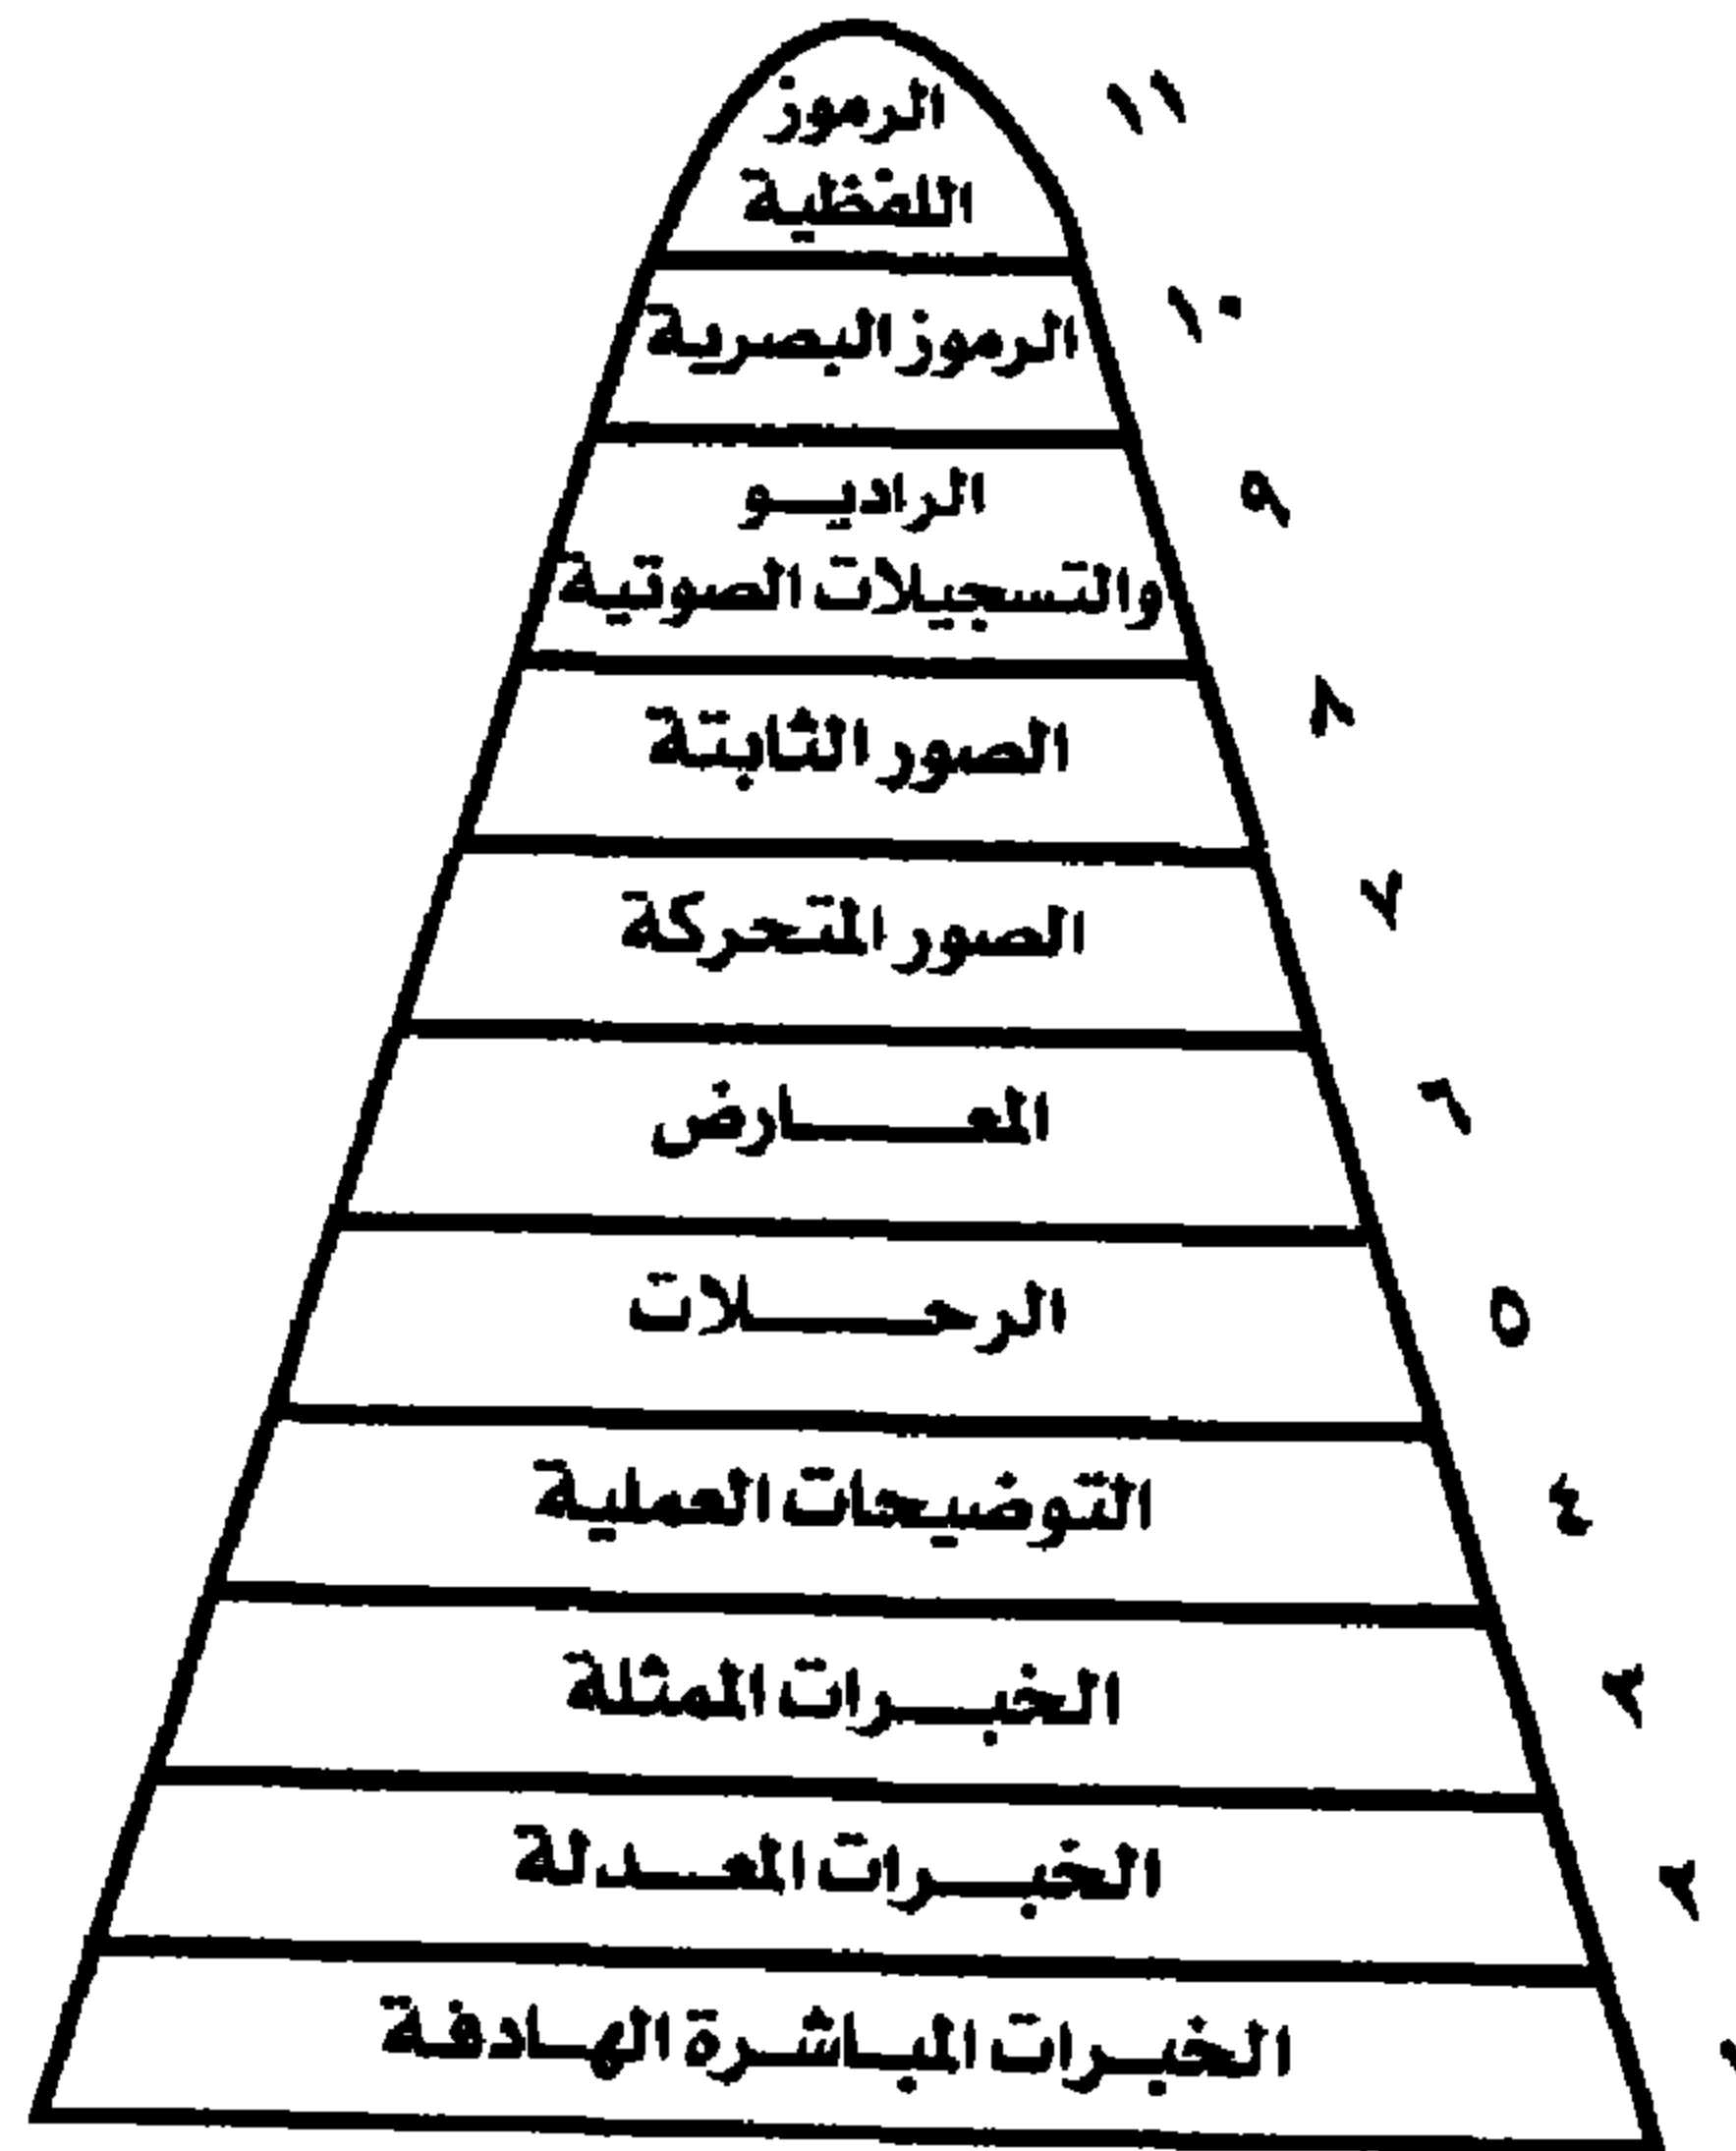 الرموز ١١
اللفظية
الرموز البصرية ١٠
الراديو ٩
والتسجيلات الصوتية
الصور الثابتة ٨
الصور المتحركة ٧
المعارض ٦
الرحلات ٥
التوضيحات العملية ٤
الخبرات الممثلة ٣
الخبرات المعدلة ٢
الخبرات المباشرة الهادفة